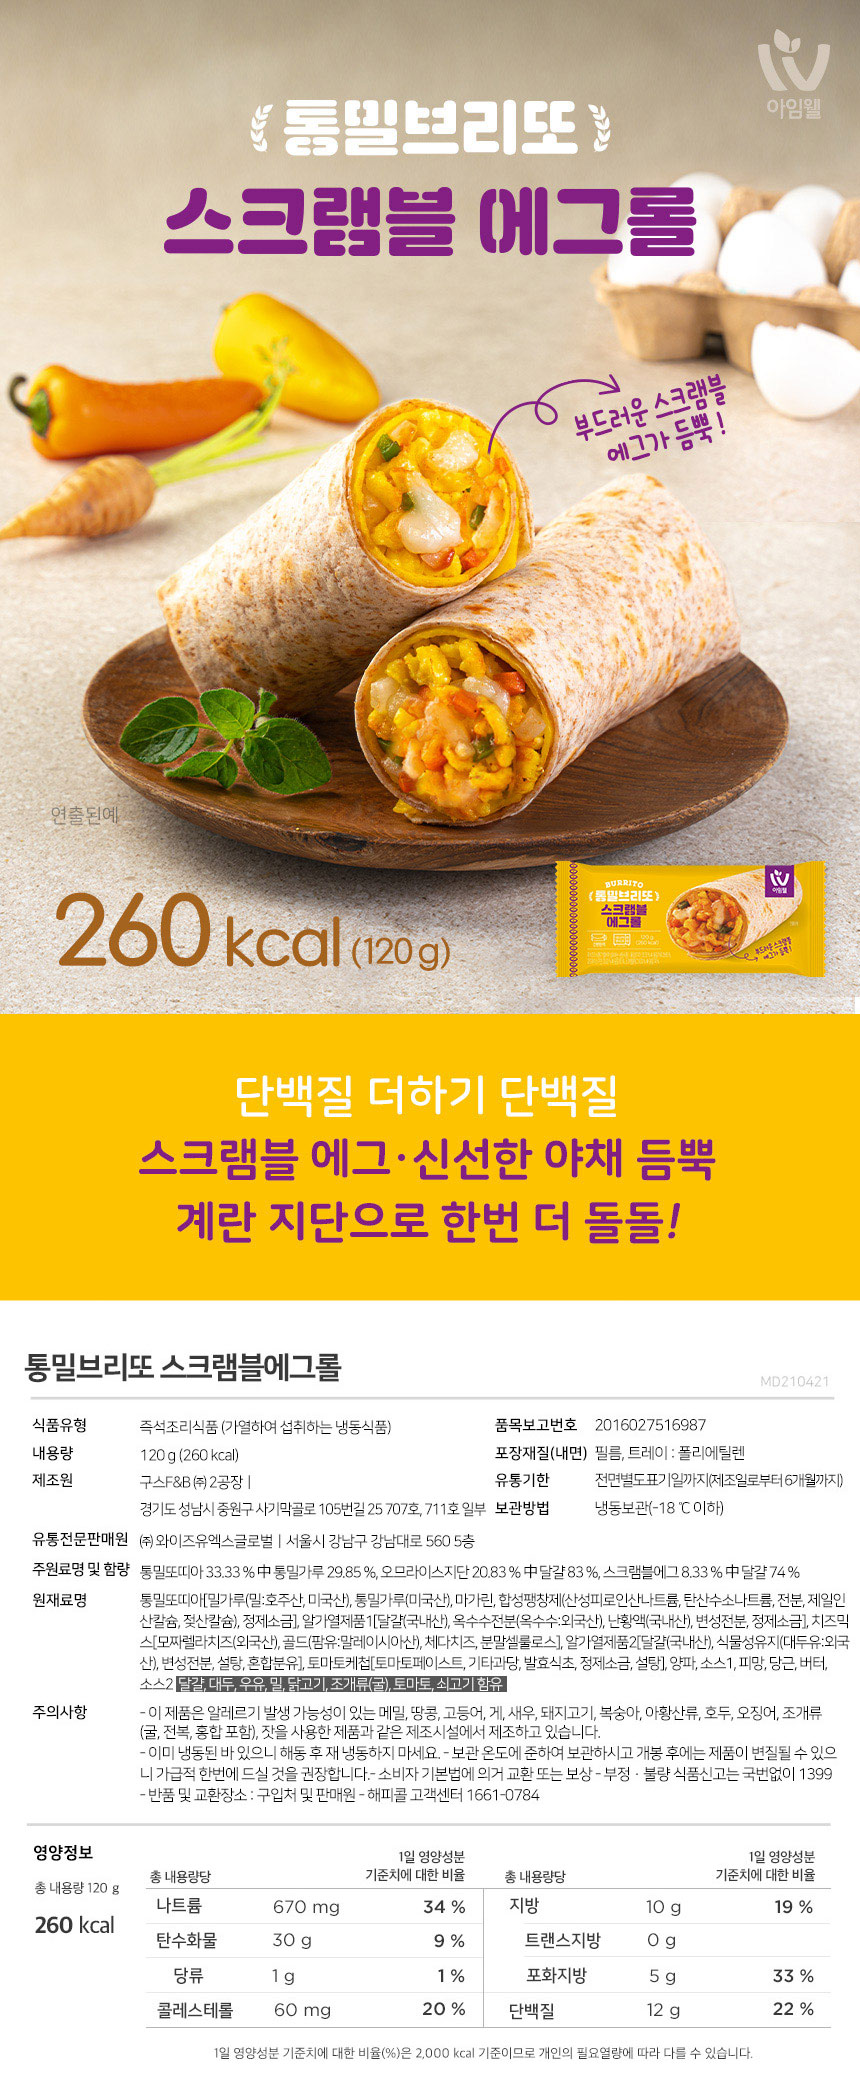 아임웰
통밀브리또
스크램블 에그롤
부드러운 스크램블
에그가 듬뿍!
연출된예
260 kcal (120 g)
BURRITO
통밀브리또
스크램블
에그롤
아임웰
부드러운 스크램블
에그가 듬뿍!
단백질 더하기 단백질
스크램블 에그·신선한 야채 듬뿍
계란 지단으로 한번 더 돌돌!
통밀브리또 스크램블에그롤
MD210421
식품유형 즉석조리식품 (가열하여 섭취하는 냉동식품) 품목보고번호 2016027516987
내용량 120 g (260 kcal) 포장재질(내면) 필름, 트레이 : 폴리에틸렌
제조원 구스F&B ㈜ 2공장 | 유통기한 전면별도표기일까지(제조일로부터 6개월까지)
경기도 성남시 중원구 사기막골로 105번길 25 707호, 711호 일부 보관방법 냉동보관(-18 ℃ 이하)
유통전문판매원 ㈜ 와이즈유엑스글로벌 | 서울시 강남구 강남대로 560 5층
주원료명 및 함량 통밀또띠아 33.33 % 中 통밀가루 29.85 %, 오므라이스지단 20.83 % 中 달걀 83 %, 스크램블에그 8.33 % 中 달걀 74 %
원재료명 통밀또띠아[밀가루(밀:호주산, 미국산), 통밀가루(미국산), 마가린, 합성팽창제(산성피로인산나트륨, 탄산수소나트륨, 전분, 제일인
산칼슘, 젖산칼슘), 정제소금], 알가열제품1[달걀(국내산), 옥수수전분(옥수수:외국산), 난황액(국내산), 변성전분, 정제소금], 치즈믹
스[모짜렐라치즈(외국산), 골드(팜유:말레이시아산), 체다치즈, 분말셀룰로스], 알가열제품2[달걀(국내산), 식물성유지(대두유:외국
산), 변성전분, 설탕, 혼합분유], 토마토케첩[토마토페이스트, 기타과당, 발효식초, 정제소금, 설탕], 양파, 소스1, 피망, 당근, 버터,
소스2 달걀, 대두, 우유, 밀, 닭고기, 조개류(굴), 토마토, 쇠고기 함유
주의사항 - 이 제품은 알레르기 발생 가능성이 있는 메밀, 땅콩, 고등어, 게, 새우, 돼지고기, 복숭아, 아황산류, 호두, 오징어, 조개류
(굴, 전복, 홍합 포함), 잣을 사용한 제품과 같은 제조시설에서 제조하고 있습니다.
- 이미 냉동된 바 있으니 해동 후 재 냉동하지 마세요. - 보관 온도에 준하여 보관하시고 개봉 후에는 제품이 변질될 수 있으
니 가급적 한번에 드실 것을 권장합니다.- 소비자 기본법에 의거 교환 또는 보상 - 부정 · 불량 식품신고는 국번없이 1399
- 반품 및 교환장소 : 구입처 및 판매원 - 해피콜 고객센터 1661-0784
영양정보
총 내용량 120 g
260 kcal
총 내용량당 1일 영양성분 기준치에 대한 비율 총 내용량당 1일 영양성분 기준치에 대한 비율
나트륨 670 mg 34 % 지방 10 g 19 %
탄수화물 30 g 9 % 트랜스지방 0 g
당류 1 g 1 % 포화지방 5 g 33 %
콜레스테롤 60 mg 20 % 단백질 12 g 22 %
1일 영양성분 기준치에 대한 비율(%)은 2,000 kcal 기준이므로 개인의 필요열량에 따라 다를 수 있습니다.